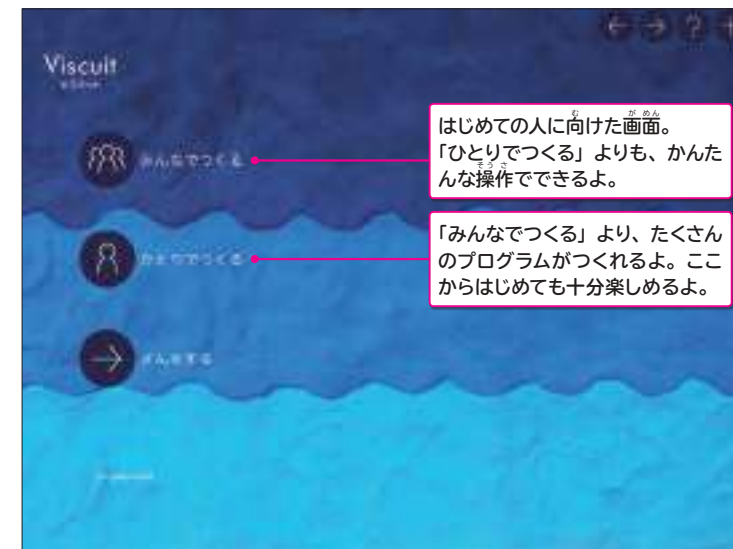 Viscuit
みんなでつくる
はじめての人に向けた画面。
「ひとりでつくる」よりも、かんた
んな操作でできるよ。
ひとりでつくる
「みんなでつくる」より、たくさん
のプログラムがつくれるよ。ここ
からはじめても十分楽しめるよ。